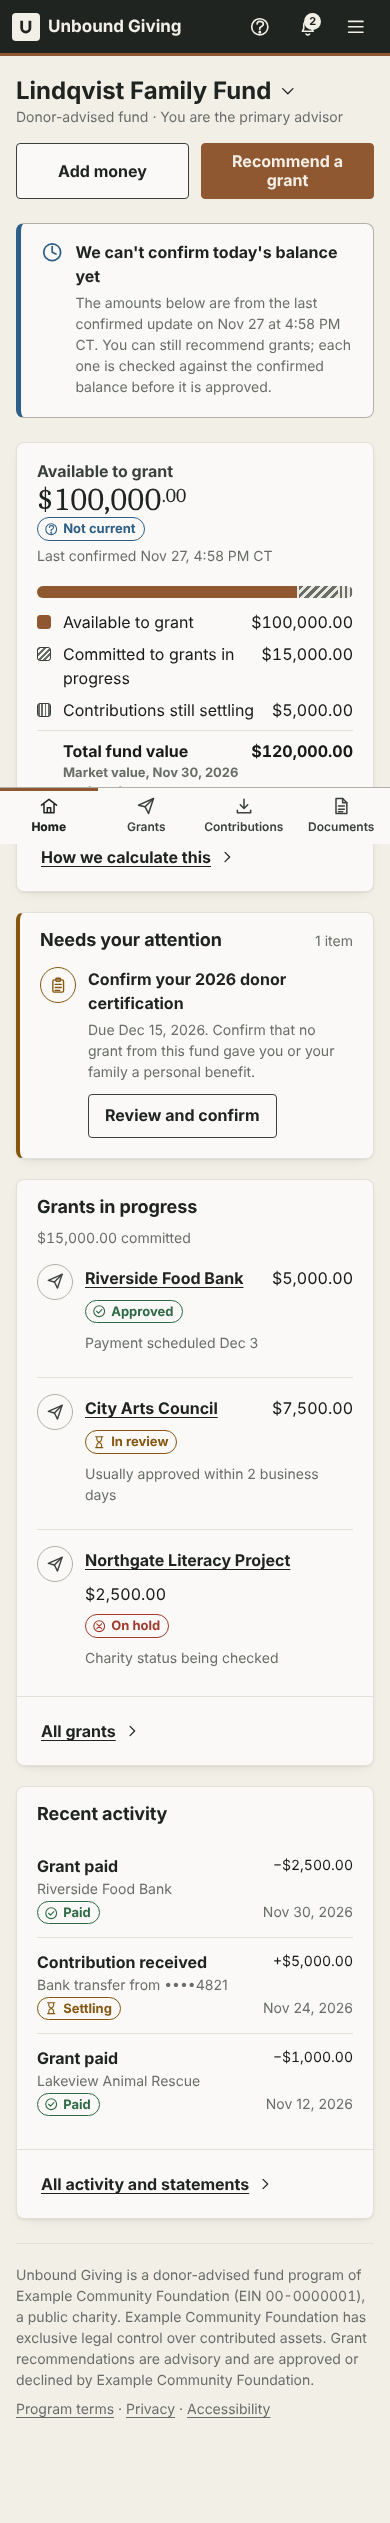 U Unbound Giving 2
Lindqvist Family Fund
Donor-advised fund · You are the primary advisor
Add money
Recommend a
grant
We can't confirm today's balance
yet
The amounts below are from the last
confirmed update on Nov 27 at 4:58 PM
CT. You can still recommend grants; each
one is checked against the confirmed
balance before it is approved.
Available to grant
$100,000.00
Not current
Last confirmed Nov 27, 4:58 PM CT
Available to grant $100,000.00
Committed to grants in $15,000.00
progress
Contributions still settling $5,000.00
Total fund value $120,000.00
Market value, Nov 30, 2026
Home Grants Contributions Documents
How we calculate this
Needs your attention 1 item
Confirm your 2026 donor
certification
Due Dec 15, 2026. Confirm that no
grant from this fund gave you or your
family a personal benefit.
Review and confirm
Grants in progress
$15,000.00 committed
Riverside Food Bank $5,000.00
Approved
Payment scheduled Dec 3
City Arts Council $7,500.00
In review
Usually approved within 2 business
days
Northgate Literacy Project
$2,500.00
On hold
Charity status being checked
All grants
Recent activity
Grant paid −$2,500.00
Riverside Food Bank
Paid Nov 30, 2026
Contribution received +$5,000.00
Bank transfer from ••••4821
Settling Nov 24, 2026
Grant paid −$1,000.00
Lakeview Animal Rescue
Paid Nov 12, 2026
All activity and statements
Unbound Giving is a donor-advised fund program of
Example Community Foundation (EIN 00-0000001),
a public charity. Example Community Foundation has
exclusive legal control over contributed assets. Grant
recommendations are advisory and are approved or
declined by Example Community Foundation.
Program terms · Privacy · Accessibility